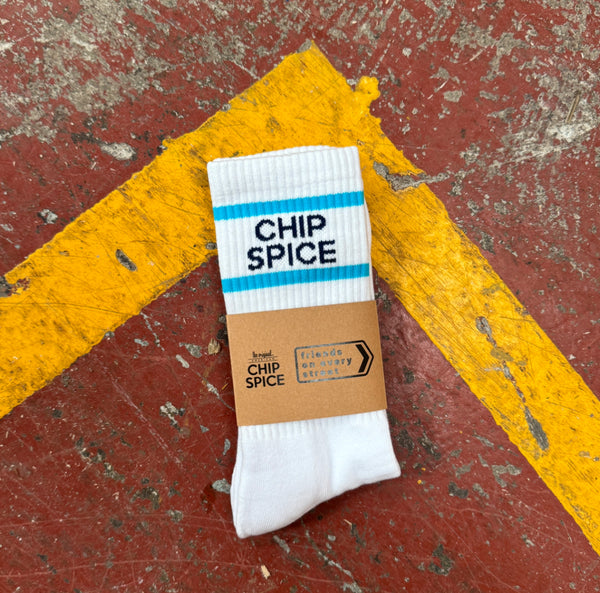 CHIP
SPICE
CHIP
SPICE
friends
on every
street